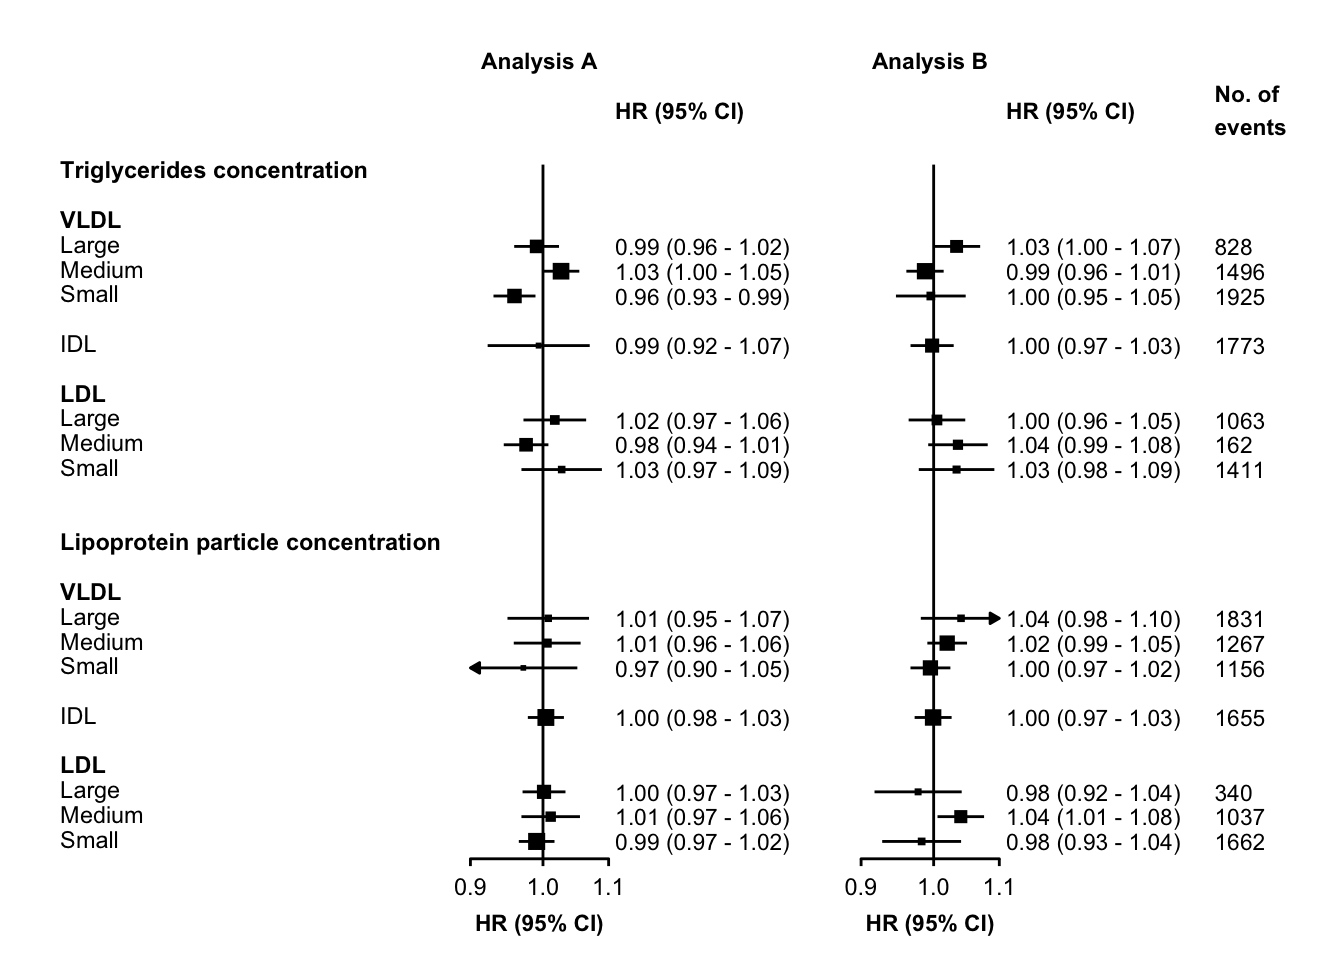 Analysis A Analysis B
HR (95% CI) HR (95% CI) No. of
events
Triglycerides concentration
VLDL
Large 0.99 (0.96 - 1.02) 1.03 (1.00 - 1.07) 828
Medium 1.03 (1.00 - 1.05) 0.99 (0.96 - 1.01) 1496
Small 0.96 (0.93 - 0.99) 1.00 (0.95 - 1.05) 1925
IDL 0.99 (0.92 - 1.07) 1.00 (0.97 - 1.03) 1773
LDL
Large 1.02 (0.97 - 1.06) 1.00 (0.96 - 1.05) 1063
Medium 0.98 (0.94 - 1.01) 1.04 (0.99 - 1.08) 162
Small 1.03 (0.97 - 1.09) 1.03 (0.98 - 1.09) 1411
Lipoprotein particle concentration
VLDL
Large 1.01 (0.95 - 1.07) 1.04 (0.98 - 1.10) 1831
Medium 1.01 (0.96 - 1.06) 1.02 (0.99 - 1.05) 1267
Small 0.97 (0.90 - 1.05) 1.00 (0.97 - 1.02) 1156
IDL 1.00 (0.98 - 1.03) 1.00 (0.97 - 1.03) 1655
LDL
Large 1.00 (0.97 - 1.03) 0.98 (0.92 - 1.04) 340
Medium 1.01 (0.97 - 1.06) 1.04 (1.01 - 1.08) 1037
Small 0.99 (0.97 - 1.02) 0.98 (0.93 - 1.04) 1662
0.9 1.0 1.1 0.9 1.0 1.1
HR (95% CI) HR (95% CI)